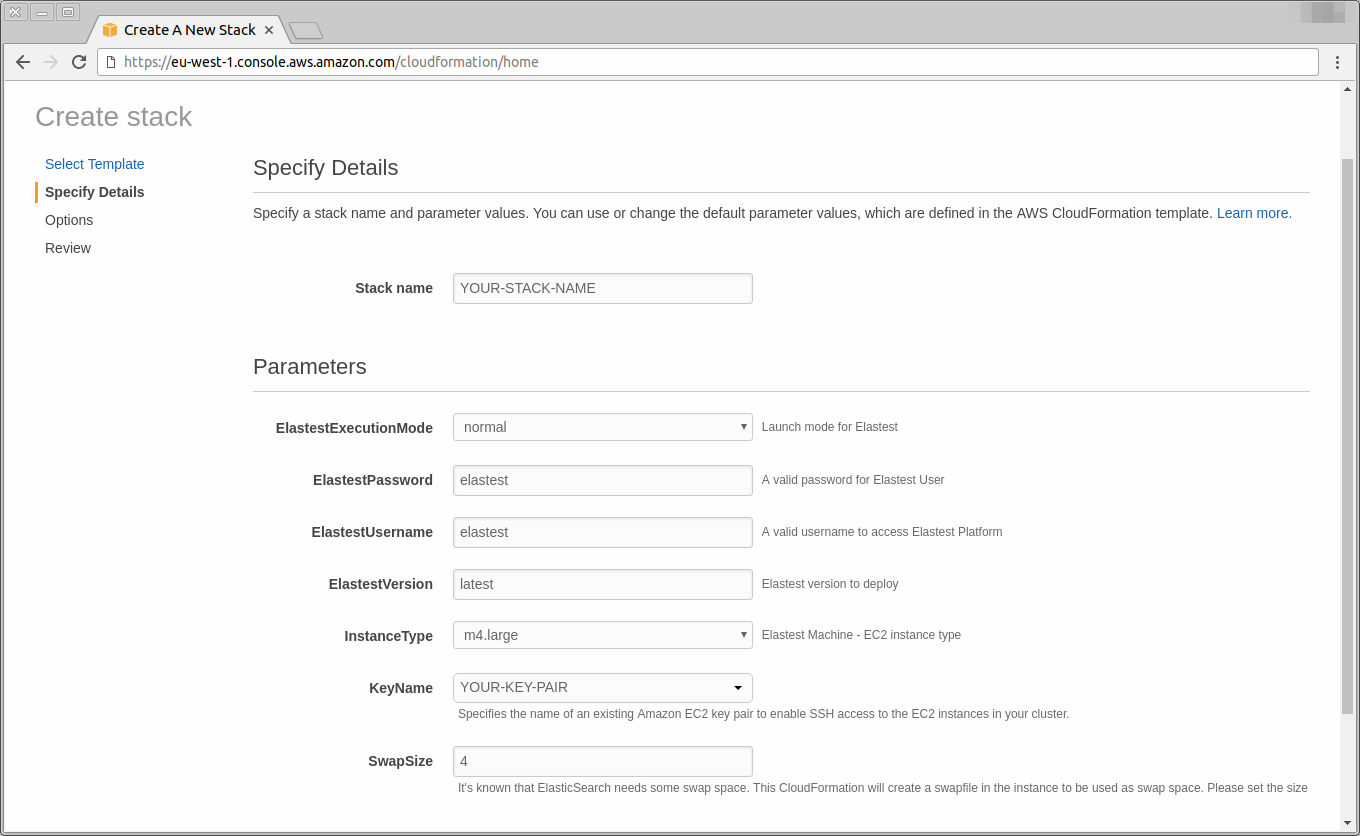 Create A New Stack
https://eu-west-1.console.aws.amazon.com/cloudformation/home
Create stack
Select Template
Specify Details
Options
Review
Specify Details
Specify a stack name and parameter values. You can use or change the default parameter values, which are defined in the AWS CloudFormation template. Learn more.
Stack name YOUR-STACK-NAME
Parameters
ElastestExecutionMode normal Launch mode for Elastest
ElastestPassword elastest A valid password for Elastest User
ElastestUsername elastest A valid username to access Elastest Platform
ElastestVersion latest Elastest version to deploy
InstanceType m4.large Elastest Machine - EC2 instance type
KeyName YOUR-KEY-PAIR
Specifies the name of an existing Amazon EC2 key pair to enable SSH access to the EC2 instances in your cluster.
SwapSize 4
It's known that ElasticSearch needs some swap space. This CloudFormation will create a swapfile in the instance to be used as swap space. Please set the size